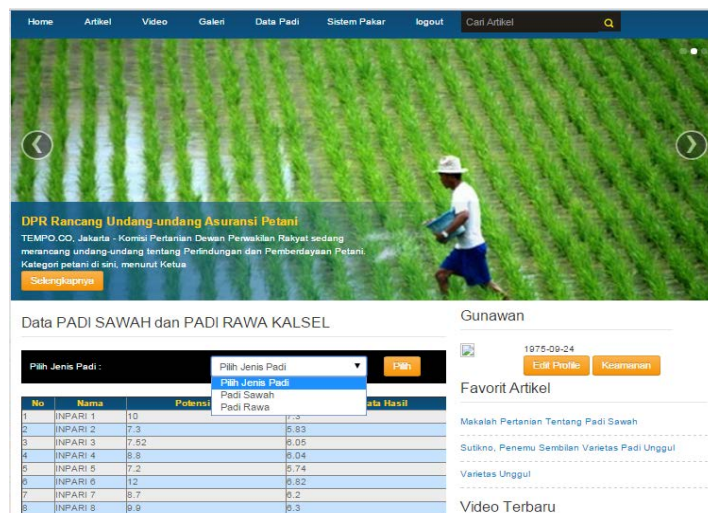 Home Artikel Video Galeri Data Padi Sistem Pakar logout Cari Artikel
DPR Rancang Undang-undang Asuransi Petani
TEMPO.CO, Jakarta - Komisi Pertanian Dewan Perwakilan Rakyat sedang
merancang undang-undang tentang Perlindungan dan Pemberdayaan Petani.
Kategori petani di sini, menurut Ketua
Selengkapnya
Data PADI SAWAH dan PADI RAWA KALSEL
Pilih Jenis Padi : Pilih Jenis Padi Pilih
Pilih Jenis Padi
Padi Sawah
Padi Rawa
No Nama Potensi Hasil
1 INPARI 1 10 7.3
2 INPARI 2 7.3 5.83
3 INPARI 3 7.52 6.05
4 INPARI 4 8.8 6.04
5 INPARI 5 7.2 5.74
6 INPARI 6 12 6.82
7 INPARI 7 8.7 6.2
8 INPARI 8 9.9 6.3
Gunawan
1975-09-24
Edit Profile Keamanan
Favorit Artikel
Makalah Pertanian Tentang Padi Sawah
Sutikno, Penemu Sembilan Varietas Padi Unggul
Varietas Unggul
Video Terbaru